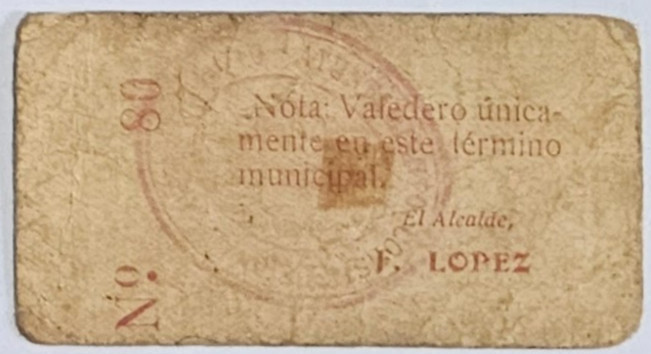 Nº 80
Nota: Valedero única-
mente en este término
municipal.
El Alcalde,
F. LOPEZ